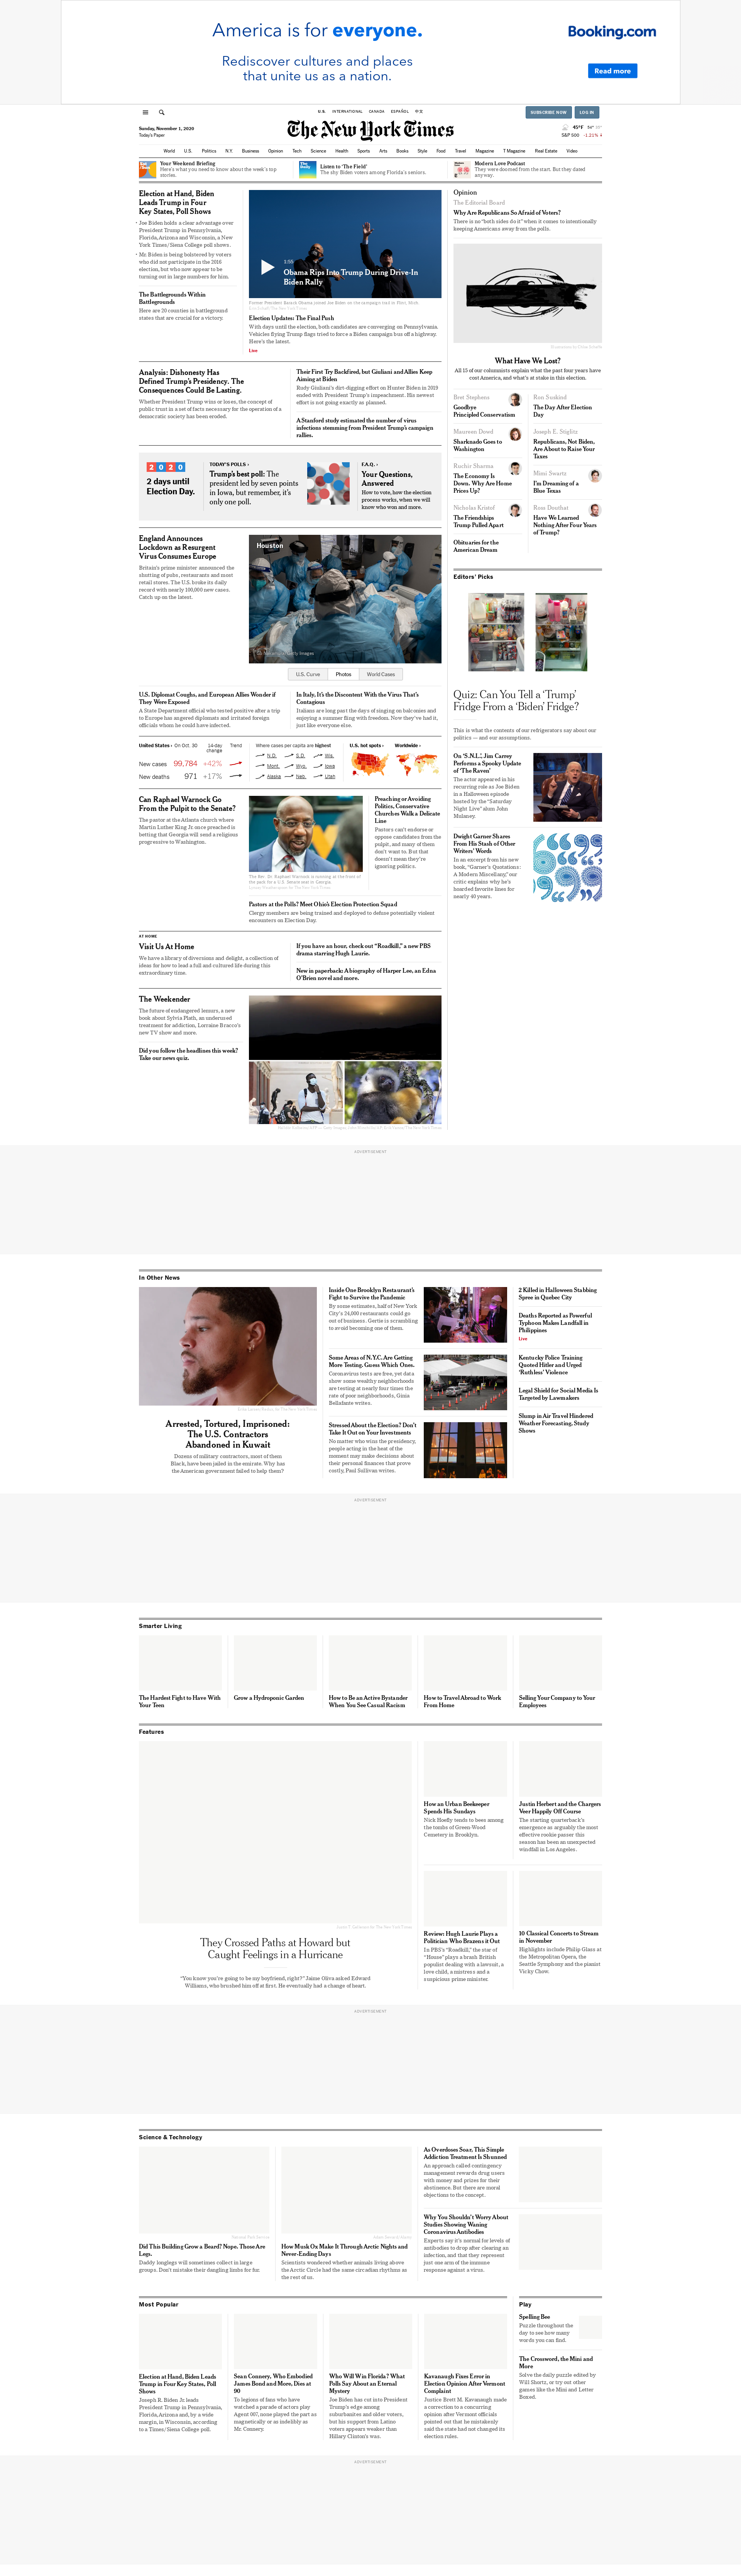 America is for everyone.
Rediscover cultures and places
that unite us as a nation.
Booking.com
Read more
U.S. INTERNATIONAL CANADA ESPAÑOL 中文
SUBSCRIBE NOW
LOG IN
Sunday, November 1, 2020
Today's Paper
The New York Times
45°F
S&P 500 -1.21%
World U.S. Politics N.Y. Business Opinion Tech Science Health Sports Arts Books Style Food Travel Magazine T Magazine Real Estate Video
Your Weekend Briefing
Here's what you need to know about the week's top
stories.
Listen to 'The Field'
The shy Biden voters among Florida's seniors.
Modern Love Podcast
They were doomed from the start. But they dated
anyway.
Election at Hand, Biden
Leads Trump in Four
Key States, Poll Shows
Joe Biden holds a clear advantage over
President Trump in Pennsylvania,
Florida, Arizona and Wisconsin, a New
York Times/Siena College poll shows.
Mr. Biden is being bolstered by voters
who did not participate in the 2016
election, but who now appear to be
turning out in large numbers for him.
The Battlegrounds Within
Battlegrounds
Here are 20 counties in battleground
states that are crucial for a victory.
Obama Rips Into Trump During Drive-In
Biden Rally
Election Updates: The Final Push
With days until the election, both candidates are converging on Pennsylvania.
Vehicles flying Trump flags tried to force a Biden campaign bus off a highway.
Here's the latest.
Live
Analysis: Dishonesty Has
Defined Trump's Presidency. The
Consequences Could Be Lasting.
Whether President Trump wins or loses, the concept of
public trust in a set of facts necessary for the operation of a
democratic society has been eroded.
Their First Try Backfired, but Giuliani and Allies Keep
Aiming at Biden
Rudy Giuliani's dirt-digging effort on Hunter Biden in 2019
ended with President Trump's impeachment. His newest
effort is not going exactly as planned.
A Stanford study estimated the number of virus
infections stemming from President Trump's campaign
rallies.
2020
2 days until
Election Day.
TODAY'S POLLS ›
Trump's best poll: The
president led by seven points
in Iowa, but remember, it's
only one poll.
F.A.Q. ›
Your Questions,
Answered
How to vote, how the election
process works, when we will
know who won and more.
England Announces
Lockdown as Resurgent
Virus Consumes Europe
Britain's prime minister announced the
shutting of pubs, restaurants and most
retail stores. The U.S. broke its daily
record with nearly 100,000 new cases.
Catch up on the latest.
Houston
U.S. Curve
Photos
World Cases
U.S. Diplomat Coughs, and European Allies Wonder if
They Were Exposed
A State Department official who tested positive after a trip
to Europe has angered diplomats and irritated foreign
officials whom he could have infected.
In Italy, It's the Discontent With the Virus That's
Contagious
Italians are long past the days of singing on balconies and
enjoying a summer fling with freedom. Now they've had it,
just like everyone else.
United States › On Oct. 30 14-day change Trend
New cases 99,784 +42%
New deaths 971 +17%
Where cases per capita are highest
N.D. S.D. Wis.
Mont. Wyo. Iowa
Alaska Neb. Utah
U.S. hot spots › Worldwide ›
Can Raphael Warnock Go
From the Pulpit to the Senate?
The pastor at the Atlanta church where
Martin Luther King Jr. once preached is
betting that Georgia will send a religious
progressive to Washington.
The Rev. Dr. Raphael Warnock is running at the front of
the pack for a U.S. Senate seat in Georgia.
Preaching or Avoiding
Politics, Conservative
Churches Walk a Delicate
Line
Pastors can't endorse or
oppose candidates from the
pulpit, and many of them
don't want to. But that
doesn't mean they're
ignoring politics.
Pastors at the Polls? Meet Ohio's Election Protection Squad
Clergy members are being trained and deployed to defuse potentially violent
encounters on Election Day.
AT HOME
Visit Us At Home
We have a library of diversions and delight, a collection of
ideas for how to lead a full and cultured life during this
extraordinary time.
If you have an hour, check out "Roadkill," a new PBS
drama starring Hugh Laurie.
New in paperback: A biography of Harper Lee, an Edna
O'Brien novel and more.
The Weekender
The future of endangered lemurs, a new
book about Sylvia Plath, an underused
treatment for addiction, Lorraine Bracco's
new TV show and more.
Did you follow the headlines this week?
Take our news quiz.
Opinion
The Editorial Board
Why Are Republicans So Afraid of Voters?
There is no "both sides do it" when it comes to intentionally
keeping Americans away from the polls.
What Have We Lost?
All 15 of our columnists explain what the past four years have
cost America, and what's at stake in this election.
Bret Stephens
Goodbye
Principled Conservatism
Maureen Dowd
Sharknado Goes to
Washington
Ruchir Sharma
The Economy Is
Down. Why Are Home
Prices Up?
Nicholas Kristof
The Friendships
Trump Pulled Apart
Obituaries for the
American Dream
Ron Suskind
The Day After Election
Day
Joseph E. Stiglitz
Republicans, Not Biden,
Are About to Raise Your
Taxes
Mimi Swartz
I'm Dreaming of a
Blue Texas
Ross Douthat
Have We Learned
Nothing After Four Years
of Trump?
Editors' Picks
Quiz: Can You Tell a 'Trump'
Fridge From a 'Biden' Fridge?
This is what the contents of our refrigerators say about our
politics — and our assumptions.
On 'S.N.L.', Jim Carrey
Performs a Spooky Update
of 'The Raven'
The actor appeared in his
recurring role as Joe Biden
in a Halloween episode
hosted by the "Saturday
Night Live" alum John
Mulaney.
Dwight Garner Shares
From His Stash of Other
Writers' Words
In an excerpt from his new
book, "Garner's Quotations:
A Modern Miscellany," our
critic explains why he's
hoarded favorite lines for
nearly 40 years.
ADVERTISEMENT
In Other News
Arrested, Tortured, Imprisoned:
The U.S. Contractors
Abandoned in Kuwait
Dozens of military contractors, most of them
Black, have been jailed in the emirate. Why has
the American government failed to help them?
Inside One Brooklyn Restaurant's
Fight to Survive the Pandemic
By some estimates, half of New York
City's 24,000 restaurants could go
out of business. Gertie is scrambling
to avoid becoming one of them.
Some Areas of N.Y.C. Are Getting
More Testing. Guess Which Ones.
Coronavirus tests are free, yet data
show some wealthy neighborhoods
are testing at nearly four times the
rate of poor neighborhoods, Ginia
Bellafante writes.
Stressed About the Election? Don't
Take It Out on Your Investments
No matter who wins the presidency,
people acting in the heat of the
moment may make decisions about
their personal finances that prove
costly, Paul Sullivan writes.
2 Killed in Halloween Stabbing
Spree in Quebec City
Deaths Reported as Powerful
Typhoon Makes Landfall in
Philippines
Live
Kentucky Police Training
Quoted Hitler and Urged
'Ruthless' Violence
Legal Shield for Social Media Is
Targeted by Lawmakers
Slump in Air Travel Hindered
Weather Forecasting, Study
Shows
ADVERTISEMENT
Smarter Living
The Hardest Fight to Have With
Your Teen
Grow a Hydroponic Garden
How to Be an Active Bystander
When You See Casual Racism
How to Travel Abroad to Work
From Home
Selling Your Company to Your
Employees
Features
They Crossed Paths at Howard but
Caught Feelings in a Hurricane
"You know you're going to be my boyfriend, right?" Jaime Oliva asked Edward
Williams, who brushed him off at first. He eventually had a change of heart.
How an Urban Beekeeper
Spends His Sundays
Nick Hoefly tends to bees among
the tombs of Green-Wood
Cemetery in Brooklyn.
Justin Herbert and the Chargers
Veer Happily Off Course
The starting quarterback's
emergence as arguably the most
effective rookie passer this
season has been an unexpected
windfall in Los Angeles.
Review: Hugh Laurie Plays a
Politician Who Brazens it Out
In PBS's "Roadkill," the star of
"House" plays a brash British
populist dealing with a lawsuit, a
love child, a mistress and a
suspicious prime minister.
10 Classical Concerts to Stream
in November
Highlights include Philip Glass at
the Metropolitan Opera, the
Seattle Symphony and the pianist
Vicky Chow.
ADVERTISEMENT
Science & Technology
Did This Building Grow a Board? Nope. Those Are
Legs.
Daddy longlegs will sometimes collect in large
groups. Don't mistake their dangling limbs for fur.
How Musk Ox Make It Through Arctic Nights and
Never-Ending Days
Scientists wondered whether animals living above
the Arctic Circle had the same circadian rhythms as
the rest of us.
As Overdoses Soar, This Simple
Addiction Treatment Is Shunned
An approach called contingency
management rewards drug users
with money and prizes for their
abstinence. But there are moral
objections to the concept.
Why You Shouldn't Worry About
Studies Showing Waning
Coronavirus Antibodies
Experts say it's normal for levels
of antibodies to drop after clearing an
infection, and that they represent
just one arm of the immune
response against a virus.
Most Popular
Election at Hand, Biden Leads
Trump in Four Key States, Poll
Shows
Joseph R. Biden Jr. leads
President Trump in Pennsylvania,
Florida, Arizona and, by a wide
margin, in Wisconsin, according
to a Times/Siena College poll.
Sean Connery, Who Embodied
James Bond and More, Dies at
90
To legions of fans who have
watched a parade of actors play
Agent 007, none played the part as
magnetically or as indelibly as
Mr. Connery.
Who Will Win Florida? What
Polls Say About an Eternal
Mystery
Joe Biden has cut into President
Trump's edge among
suburbanites and older voters,
but his support from Latino
voters appears weaker than
Hillary Clinton's was.
Kavanaugh Fixes Error in
Election Opinion After Vermont
Complaint
Justice Brett M. Kavanaugh made
a correction to a concurring
opinion after Vermont officials
pointed out that he mistakenly
said the state had not changed its
election rules.
Play
Spelling Bee
Puzzle throughout the
day to see how many
words you can find.
The Crossword, the Mini and
More
Solve the daily puzzle edited by
Will Shortz, or try out other
games like the Mini and Letter
Boxed.
ADVERTISEMENT